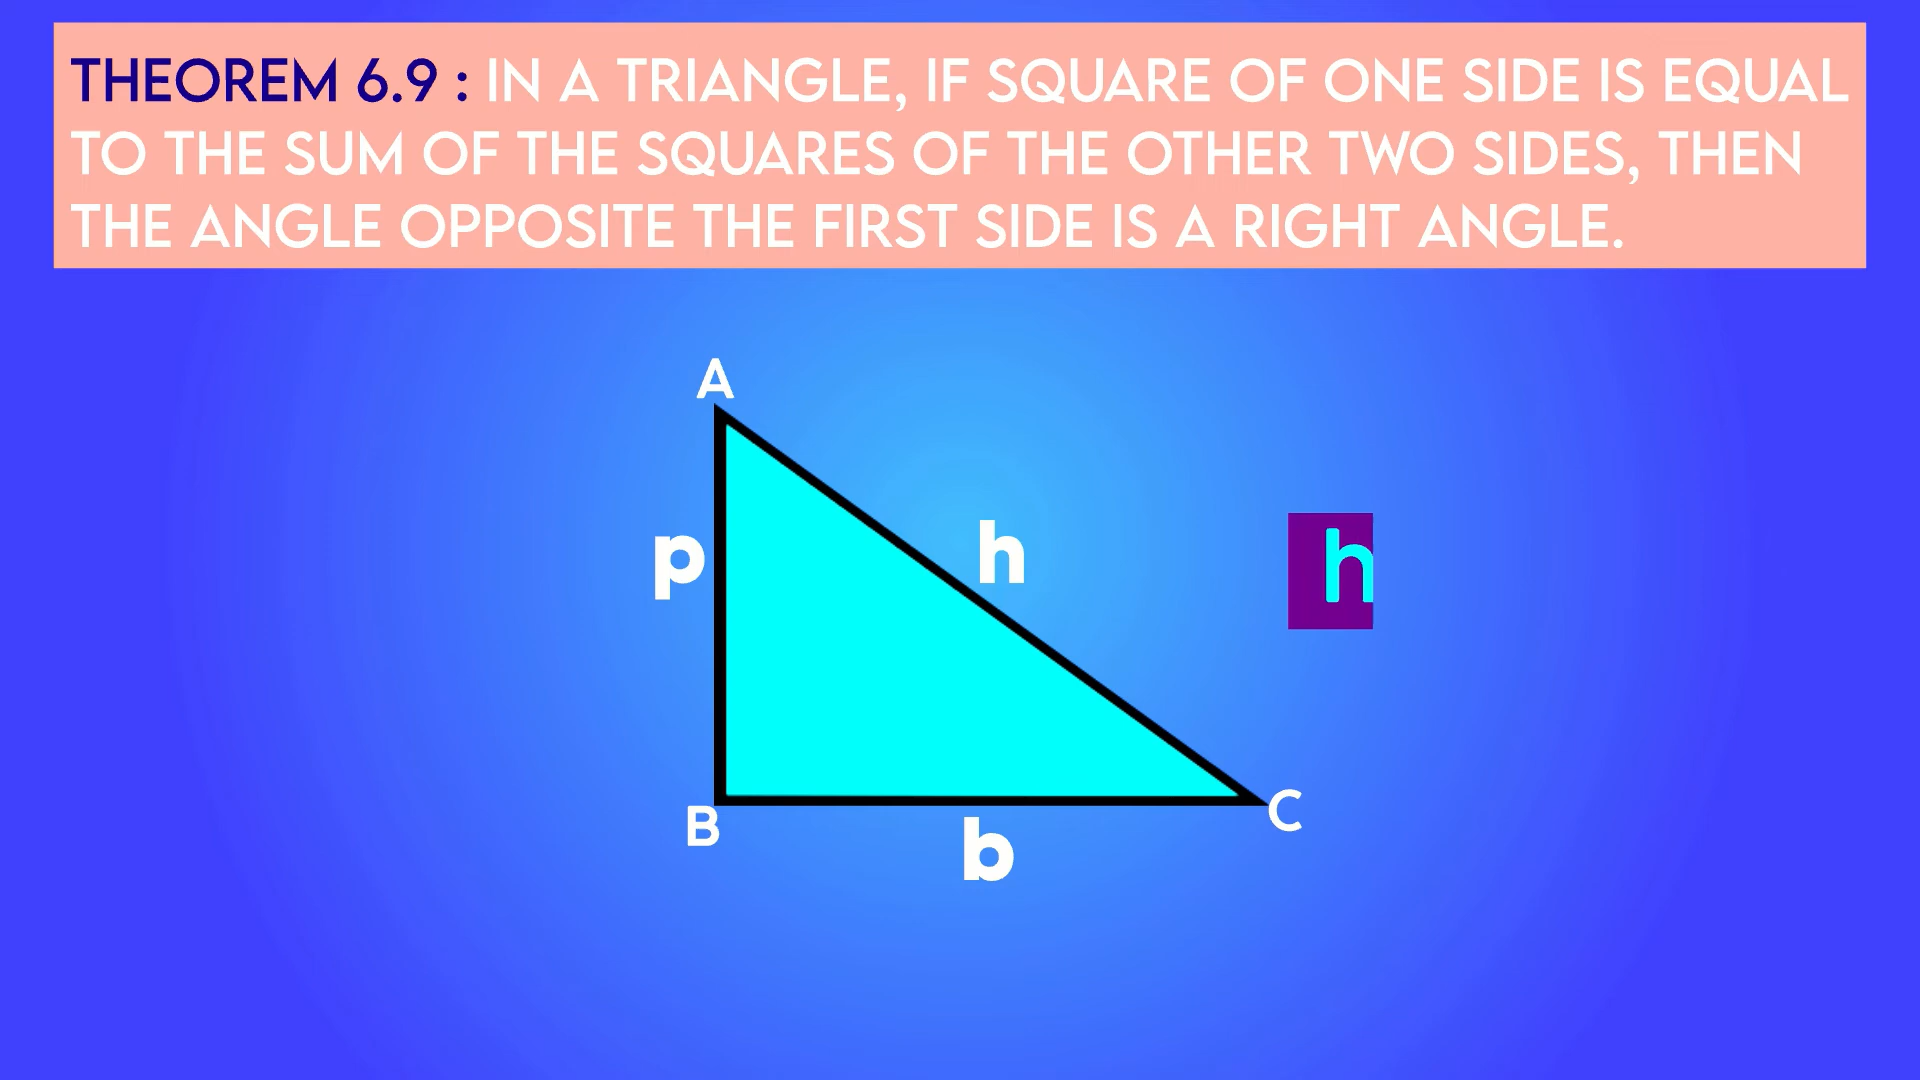 THEOREM 6.9 : IN A TRIANGLE, IF SQUARE OF ONE SIDE IS EQUAL
TO THE SUM OF THE SQUARES OF THE OTHER TWO SIDES, THEN
THE ANGLE OPPOSITE THE FIRST SIDE IS A RIGHT ANGLE.
A
p
h
h
B
C
b